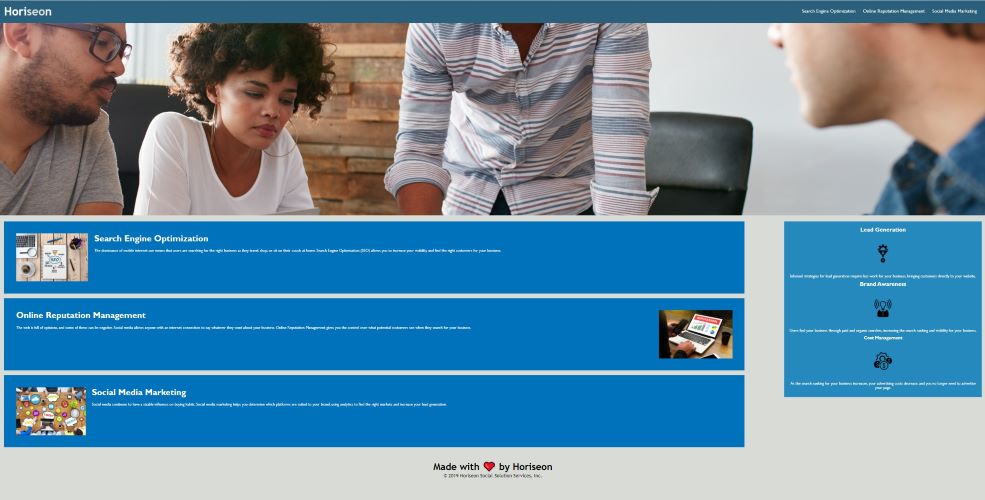 Horiseon
Search Engine Optimization Online Reputation Management Social Media Marketing
Search Engine Optimization
The dominance of mobile internet use means that users are searching for the right business as they travel, shop, or sit on their couch at home. Search Engine Optimization (SEO) allows you to increase your visibility and find the right customers for your business.
Online Reputation Management
The web is full of opinions, and some of these can be negative. Social media allows anyone with an internet connection to say whatever they want about your business. Online Reputation Management gives you the control over what potential customers see when they search for your business.
Social Media Marketing
Social media continues to have a sizable influence on buying habits. Social media marketing helps you determine which platforms are suited to your brand, using analytics to find the right markets and increase your lead generation.
Lead Generation
Inbound strategies for lead generation require less work for your business, bringing customers directly to your website.
Brand Awareness
Users find your business through paid and organic searches, increasing the search ranking and visibility for your business.
Cost Management
As the search ranking for your business increases, your advertising costs decrease, and you no longer need to advertise
your page.
Made with by Horiseon
© 2019 Horiseon Social Solution Services, Inc.